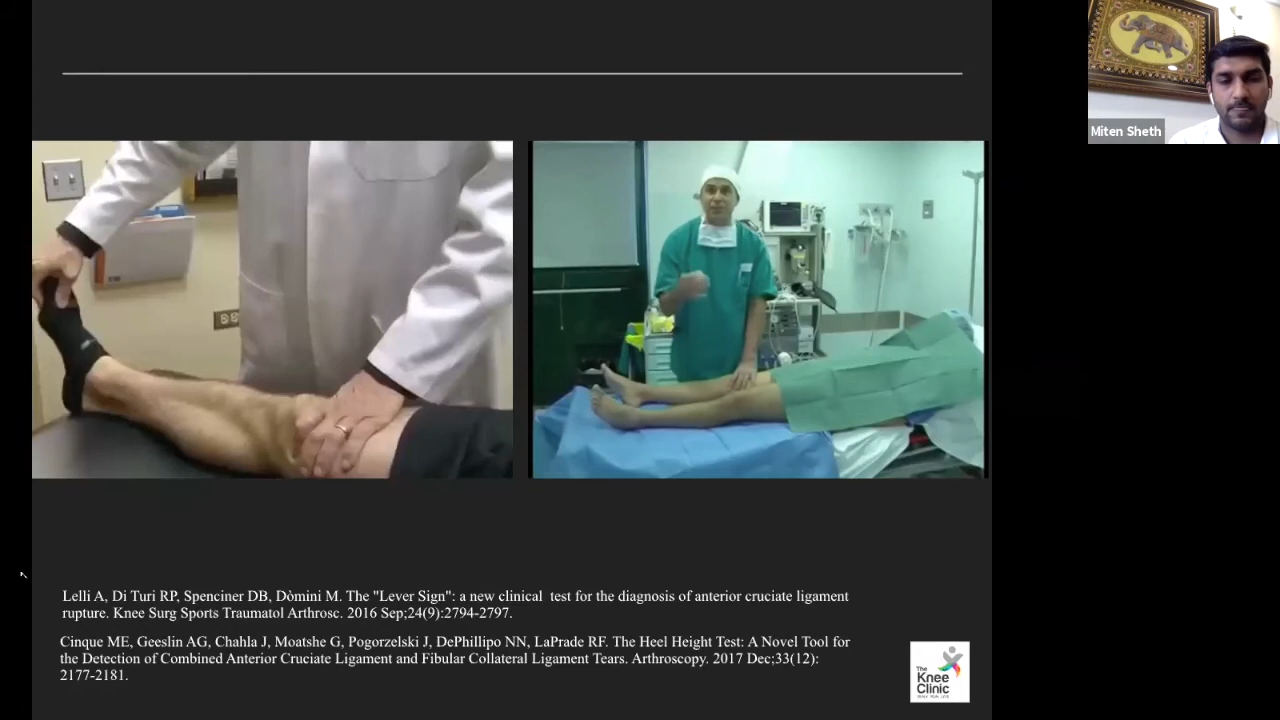 Miten Sheth
Lelli A, Di Turi RP, Spenciner DB, Dòmini M. The "Lever Sign": a new clinical test for the diagnosis of anterior cruciate ligament
rupture. Knee Surg Sports Traumatol Arthrosc. 2016 Sep;24(9):2794-2797.
Cinque ME, Geeslin AG, Chahla J, Moatshe G, Pogorzelski J, DePhillipo NN, LaPrade RF. The Heel Height Test: A Novel Tool for
the Detection of Combined Anterior Cruciate Ligament and Fibular Collateral Ligament Tears. Arthroscopy. 2017 Dec;33(12):
2177-2181.
The
Knee
Clinic